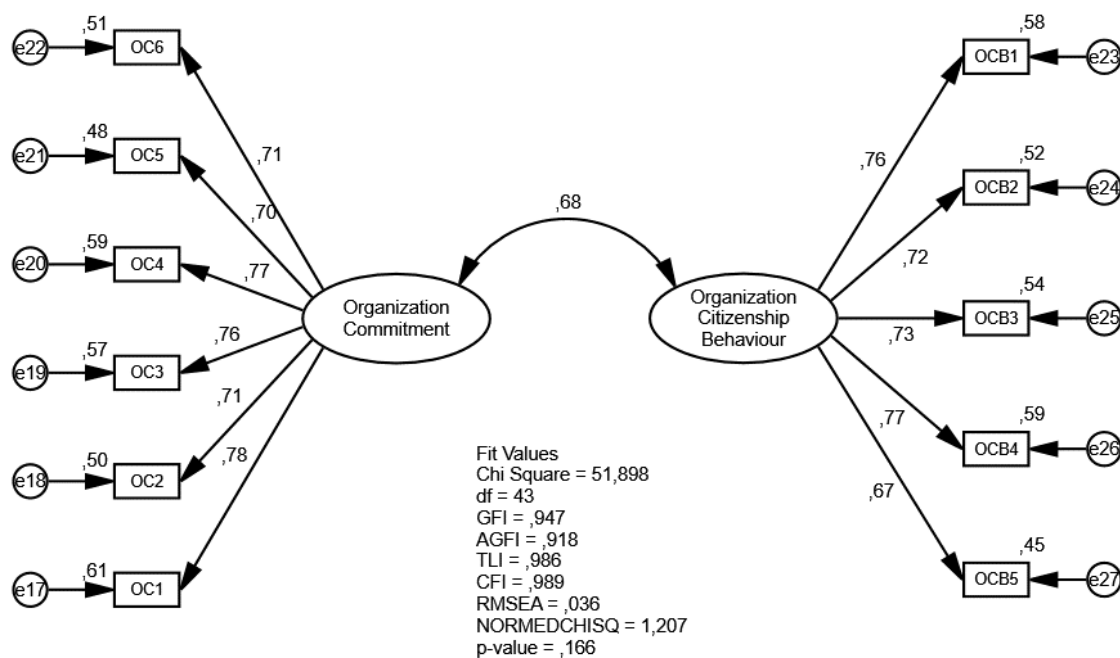 ,51
e22
OC6
,48
e21
OC5
,59
e20
OC4
,57
e19
OC3
,50
e18
OC2
,61
e17
OC1
,71
,70
,77
,76
,71
,78
Organization
Commitment
,68
Organization
Citizenship
Behaviour
,76
,72
,73
,77
,67
,58
OCB1
e23
,52
OCB2
e24
,54
OCB3
e25
,59
OCB4
e26
,45
OCB5
e27
Fit Values
Chi Square = 51,898
df = 43
GFI = ,947
AGFI = ,918
TLI = ,986
CFI = ,989
RMSEA = ,036
NORMEDCHISQ = 1,207
p-value = ,166